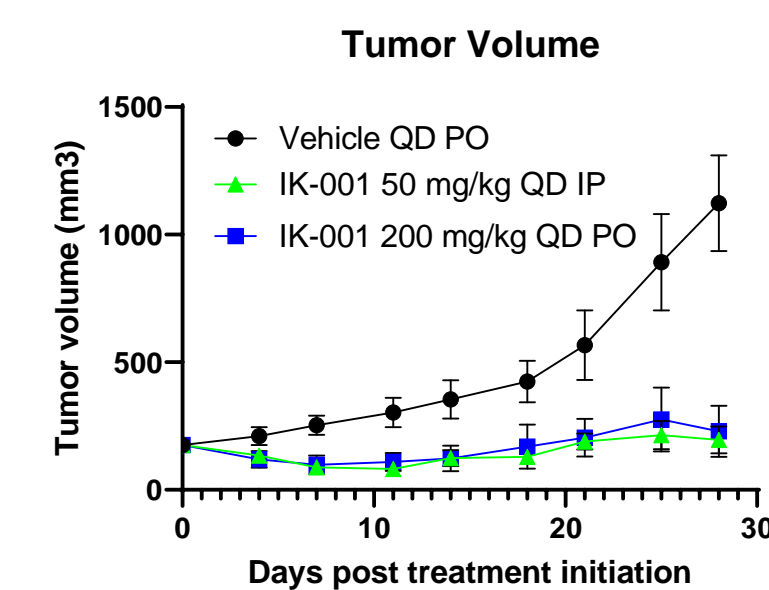 Tumor Volume
1500
Vehicle QD PO
IK-001 50 mg/kg QD IP
1000
IK-001 200 mg/kg QD PO
Tumor volume (mm3)
500
0
0 10 20 30
Days post treatment initiation